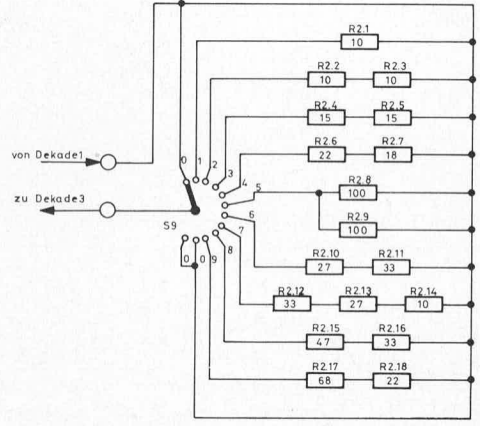 R2.1
10
R2.2 R2.3
10 10
R2.4 R2.5
15 15
R2.6 R2.7
22 18
von Dekade1
0 1 2 3 4 5 6 7 8 9 0 0
R2.8
100
zu Dekade3
S9
R2.9
100
R2.10 R2.11
27 33
R2.12 R2.13 R2.14
33 27 10
R2.15 R2.16
47 33
R2.17 R2.18
68 22